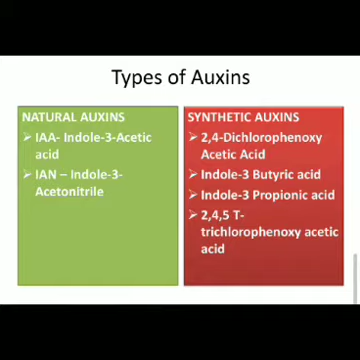 Types of Auxins
NATURAL AUXINS
IAA- Indole-3-Acetic
acid
IAN – Indole-3-
Acetonitrile
SYNTHETIC AUXINS
2,4-Dichlorophenoxy
Acetic Acid
Indole-3 Butyric acid
Indole-3 Propionic acid
2,4,5 T-
trichlorophenoxy acetic
acid